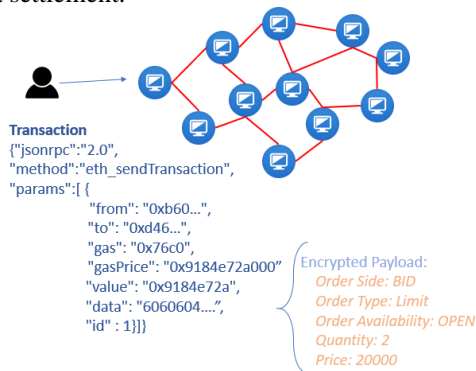 settlement.
Transaction
{"jsonrpc":"2.0",
"method":"eth_sendTransaction",
"params":[ {
"from": "0xb60...",
"to": "0xd46...",
"gas": "0x76c0",
"gasPrice": "0x9184e72a000”
"value": "0x9184e72a",
"data": "6060604....”,
"id" : 1}]}
Encrypted Payload:
Order Side: BID
Order Type: Limit
Order Availability: OPEN
Quantity: 2
Price: 20000